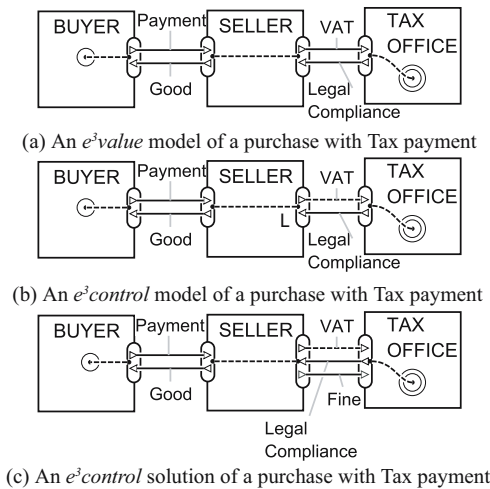 BUYER Payment SELLER VAT TAX
OFFICE
Good Legal
Compliance
(a) An e³value model of a purchase with Tax payment
BUYER Payment SELLER VAT TAX
OFFICE
L
Good Legal
Compliance
(b) An e³control model of a purchase with Tax payment
BUYER Payment SELLER VAT TAX
OFFICE
Good Fine
Legal
Compliance
(c) An e³control solution of a purchase with Tax payment